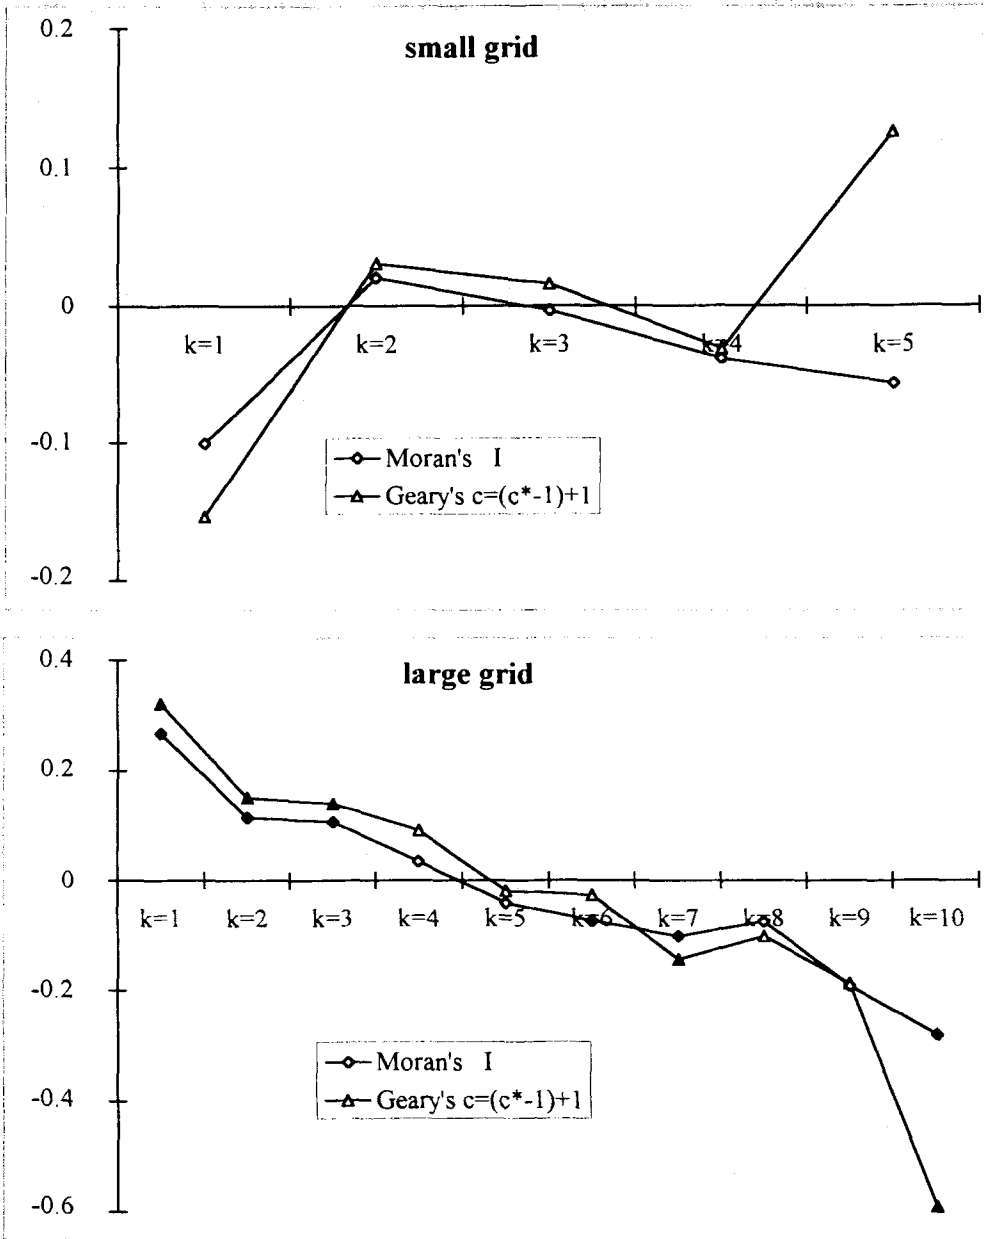 small grid
0.2
0.1
0
-0.1
-0.2
k=1 k=2 k=3 k=4 k=5
Moran's I
Geary's c=(c*-1)+1
large grid
0.4
0.2
0
-0.2
-0.4
-0.6
k=1 k=2 k=3 k=4 k=5 k=6 k=7 k=8 k=9 k=10
Moran's I
Geary's c=(c*-1)+1